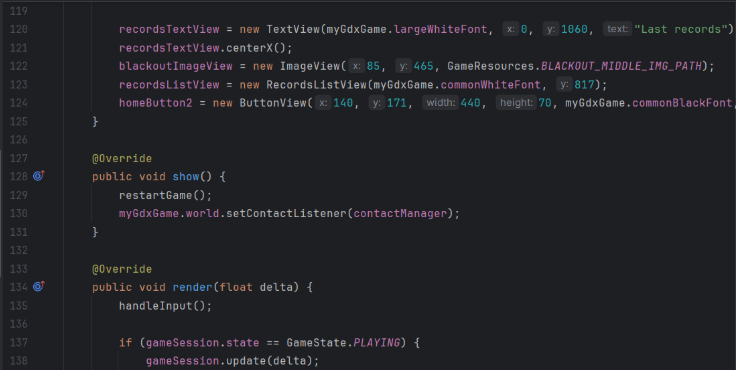 119
120 recordsTextView = new TextView(myGdxGame.largeWhiteFont, x: 0, y: 1060, text: "Last records")
121 recordsTextView.centerX();
122 blackoutImageView = new ImageView( x: 85, y: 465, GameResources.BLACKOUT_MIDDLE_IMG_PATH);
123 recordsListView = new RecordsListView(myGdxGame.commonWhiteFont, y: 817);
124 homeButton2 = new ButtonView( x: 140, y: 171, width: 440, height: 70, myGdxGame.commonBlackFont,
125 }
126
127 @Override
128 public void show() {
129 restartGame();
130 myGdxGame.world.setContactListener(contactManager);
131 }
132
133 @Override
134 public void render(float delta) {
135 handleInput();
136
137 if (gameSession.state == GameState.PLAYING) {
138 gameSession.update(delta);